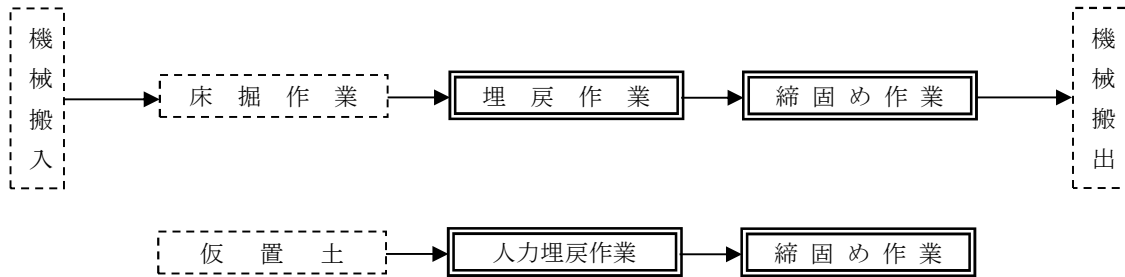 機械搬入
床掘作業
埋戻作業
締固め作業
機械搬出
仮置土
人力埋戻作業
締固め作業